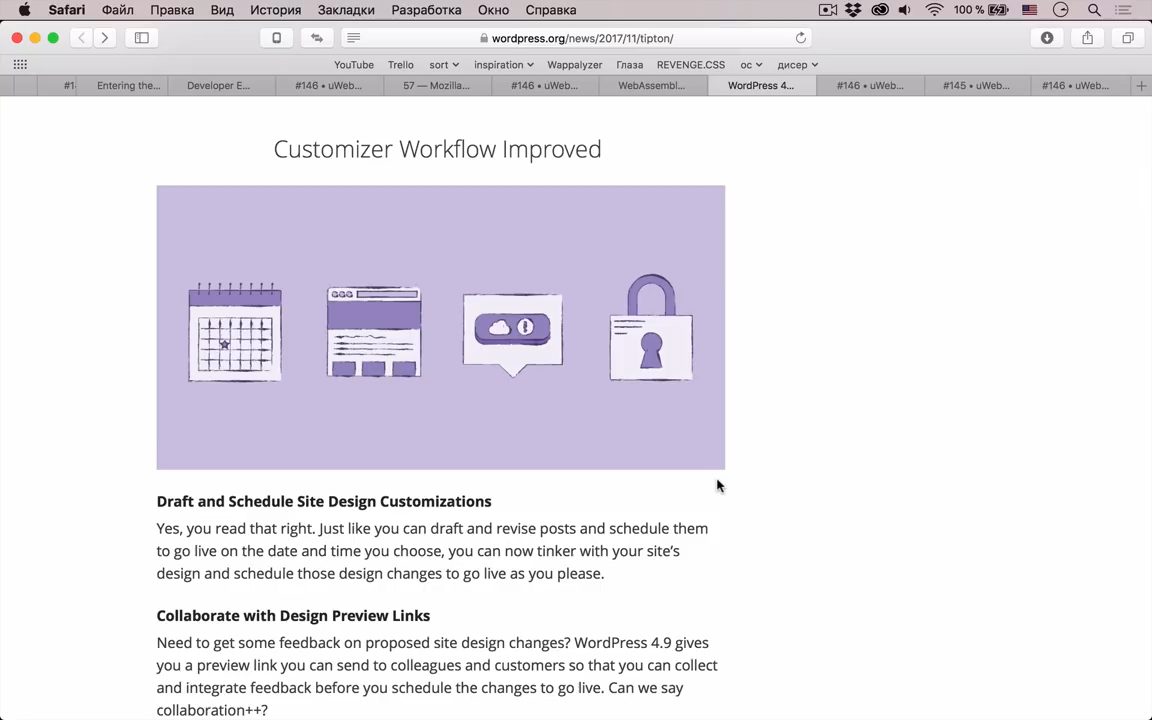 Safari Файл Правка Вид История Закладки Разработка Окно Справка 100 %
wordpress.org/news/2017/11/tipton/
YouTube Trello sort inspiration Wappalyzer Глаза REVENGE.CSS ос дисер
#1 Entering the... Developer E... #146 • uWeb... 57 — Mozilla... #146 • uWeb... WebAssembl... WordPress 4... #146 • uWeb... #145 • uWeb... #146 • uWeb...
Customizer Workflow Improved
Draft and Schedule Site Design Customizations
Yes, you read that right. Just like you can draft and revise posts and schedule them
to go live on the date and time you choose, you can now tinker with your site’s
design and schedule those design changes to go live as you please.
Collaborate with Design Preview Links
Need to get some feedback on proposed site design changes? WordPress 4.9 gives
you a preview link you can send to colleagues and customers so that you can collect
and integrate feedback before you schedule the changes to go live. Can we say
collaboration++?